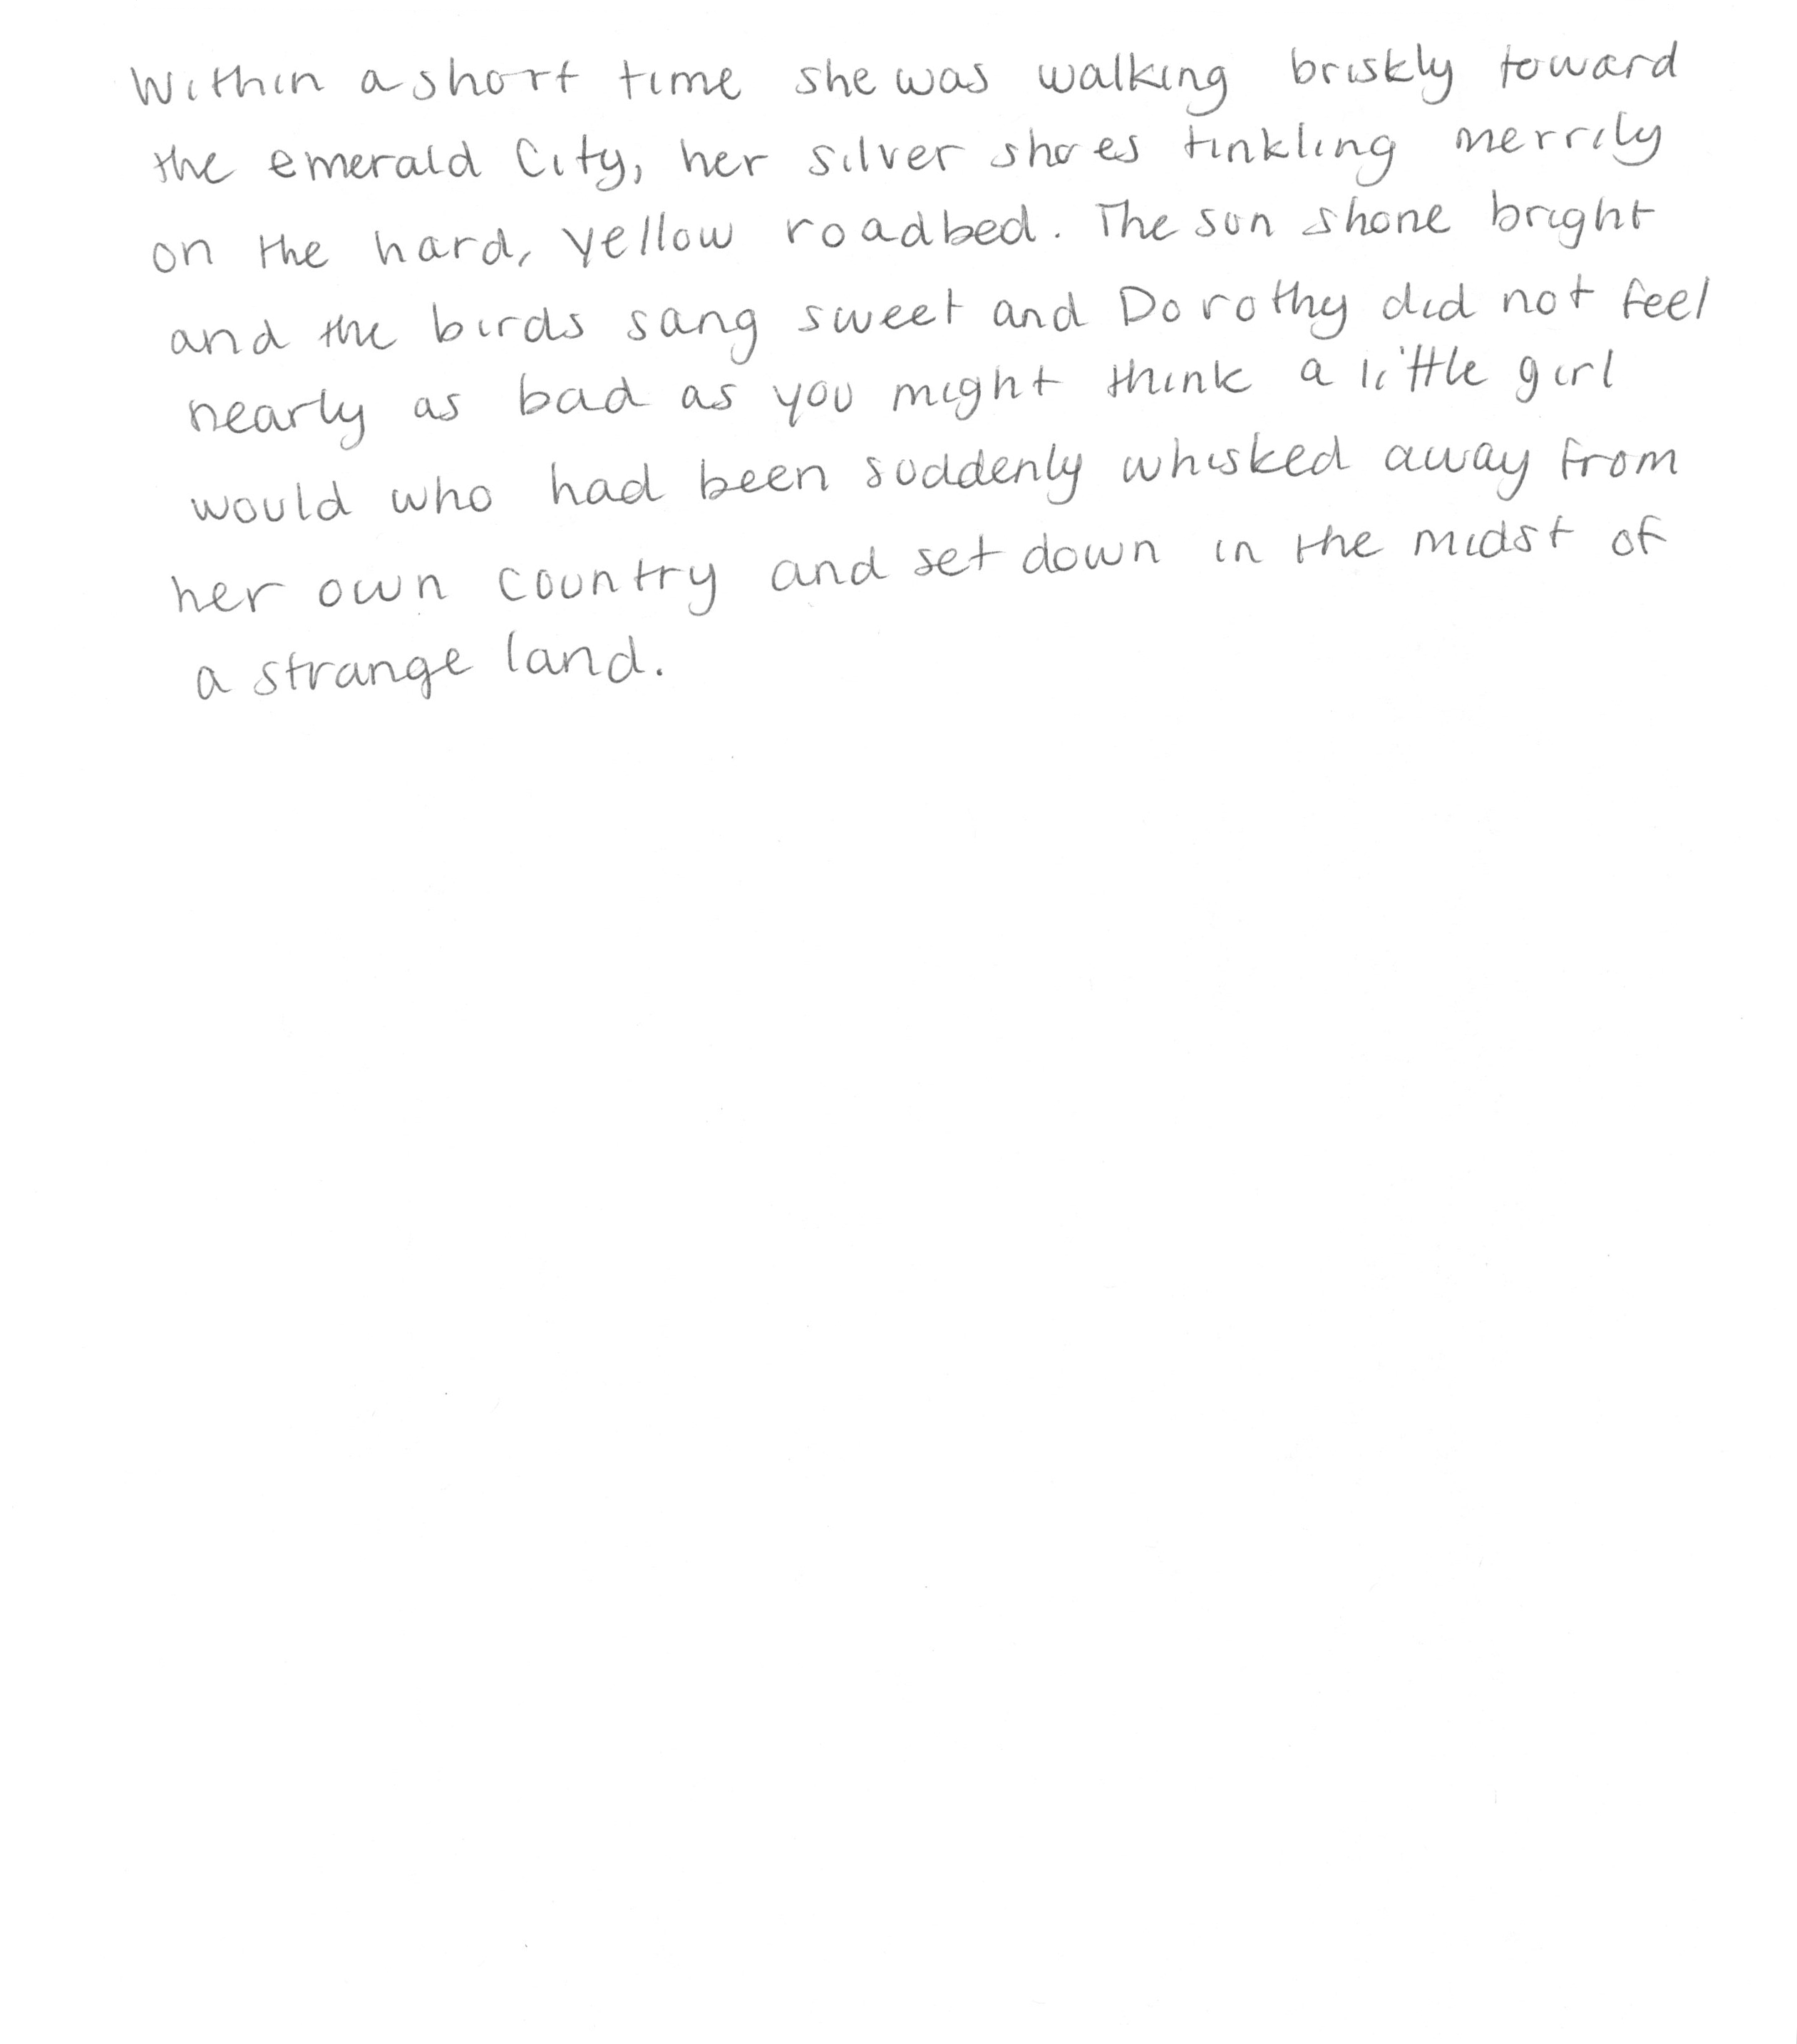 Within a short time she was walking briskly toward
the emerald City, her silver shoes tinkling merrily
on the hard, yellow roadbed. The sun shone bright
and the birds sang sweet and Dorothy did not feel
nearly as bad as you might think a little girl
would who had been suddenly whisked away from
her own country and set down in the midst of
a strange land.